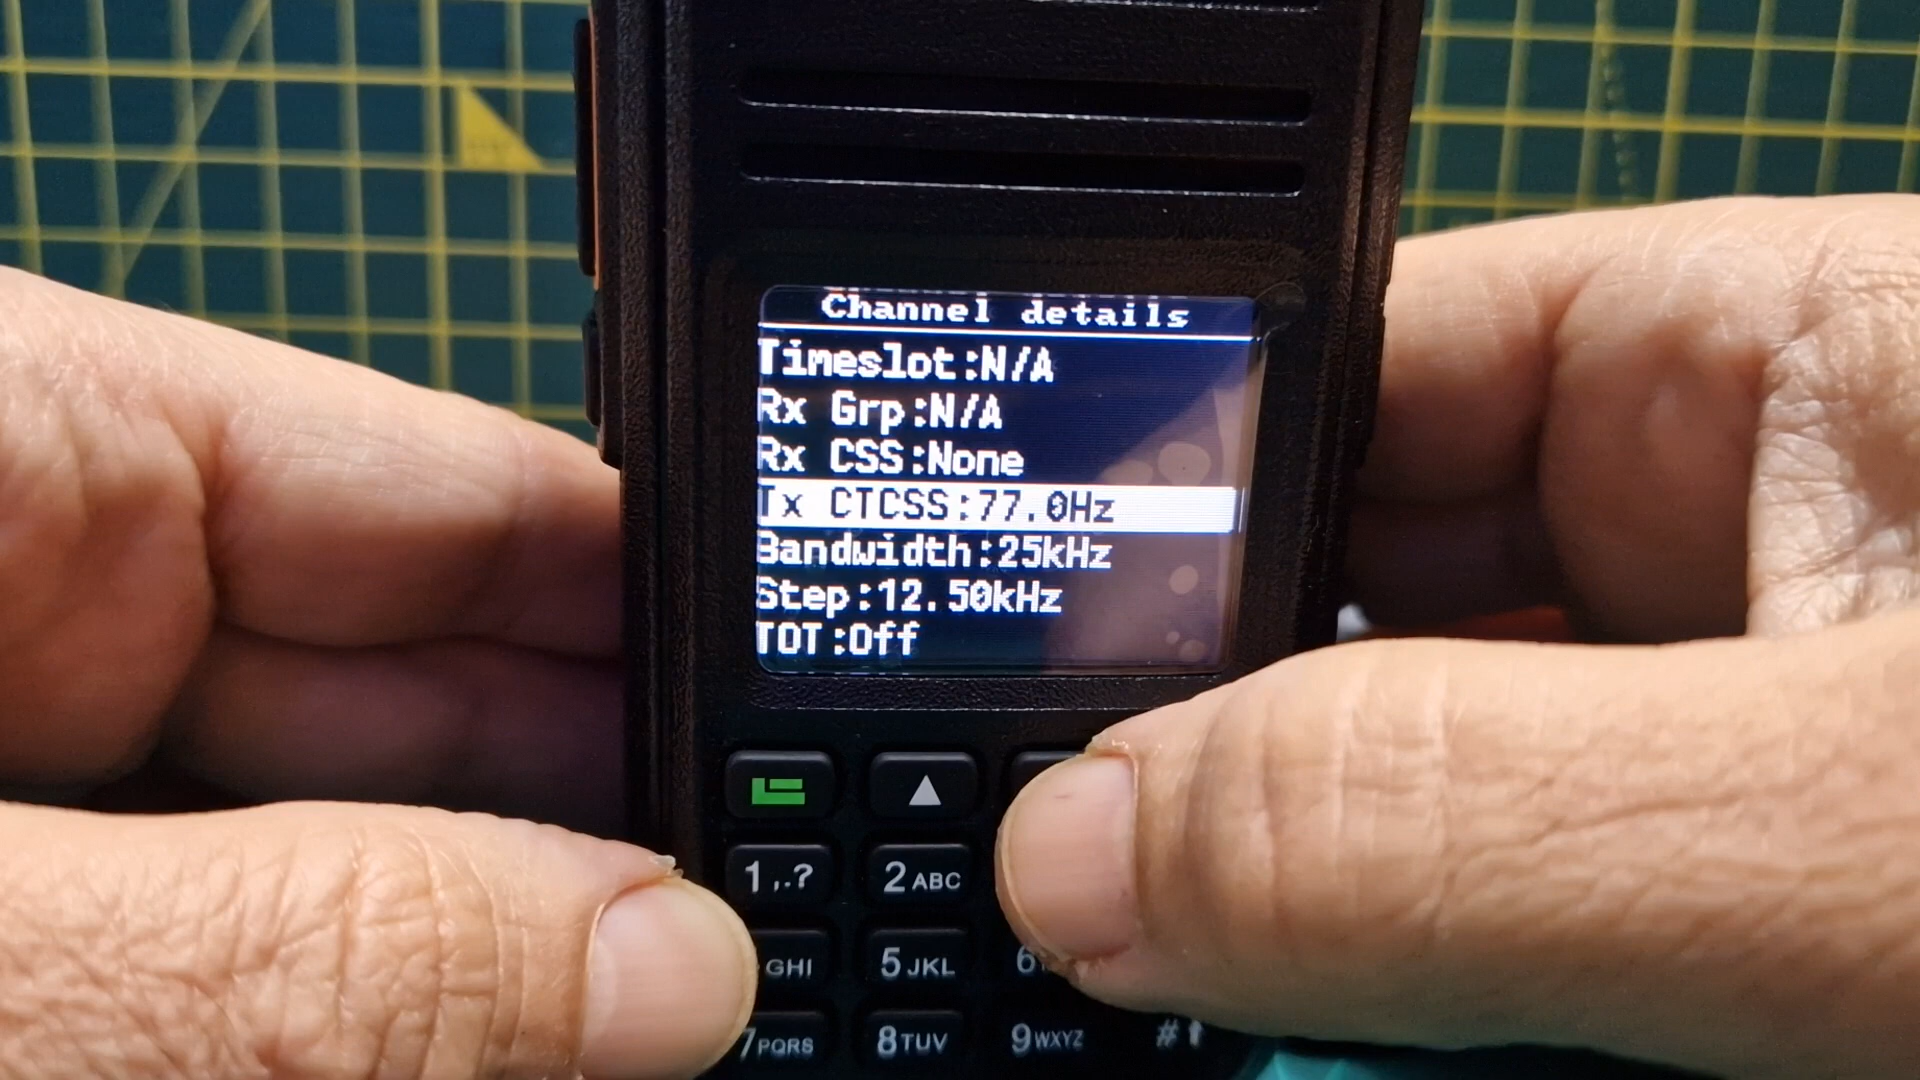 Channel details
Timeslot:N/A
Rx Grp:N/A
Rx CSS:None
Tx CTCSS:77.0Hz
Bandwidth:25kHz
Step:12.50kHz
TOT:Off
1,.? 2ABC
GHI 5JKL 6
7PQRS 8TUV 9WXYZ #